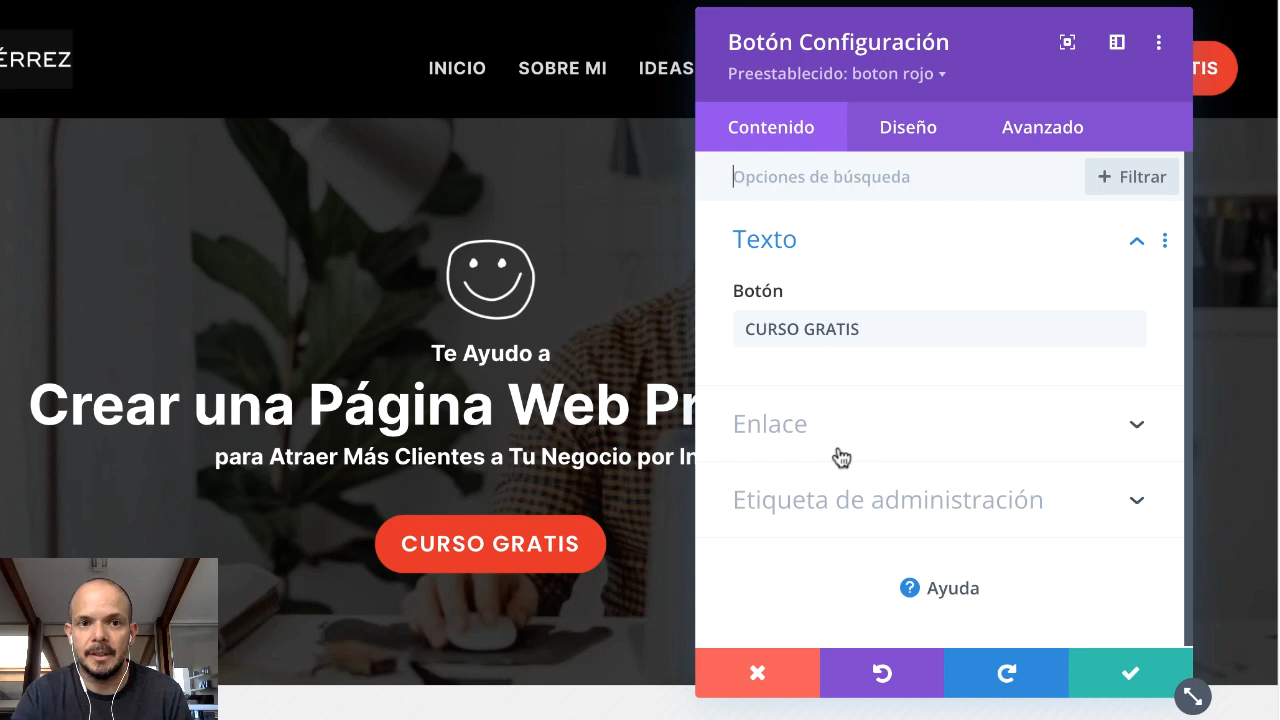 ÉRREZ
INICIO
SOBRE MI
IDEAS
TIS
Te Ayudo a
Crear una Página Web Pr
para Atraer Más Clientes a Tu Negocio por In
CURSO GRATIS
Botón Configuración
Preestablecido: boton rojo
Contenido
Diseño
Avanzado
Opciones de búsqueda
+ Filtrar
Texto
Botón
CURSO GRATIS
Enlace
Etiqueta de administración
? Ayuda